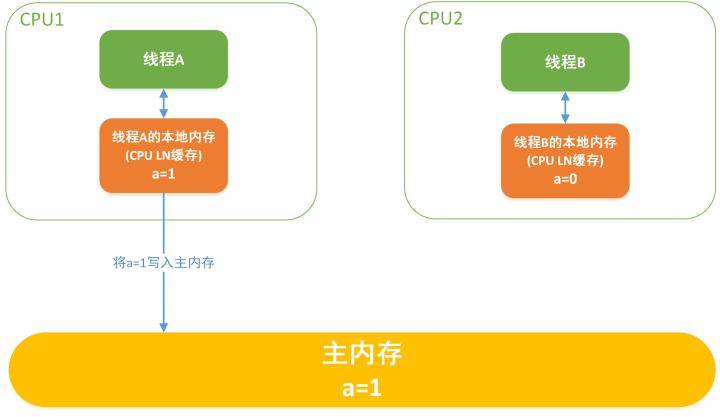 CPU1
线程A
线程A的本地内存
(CPU LN缓存)
a=1
CPU2
线程B
线程B的本地内存
(CPU LN缓存)
a=0
将a=1写入主内存
主内存
a=1